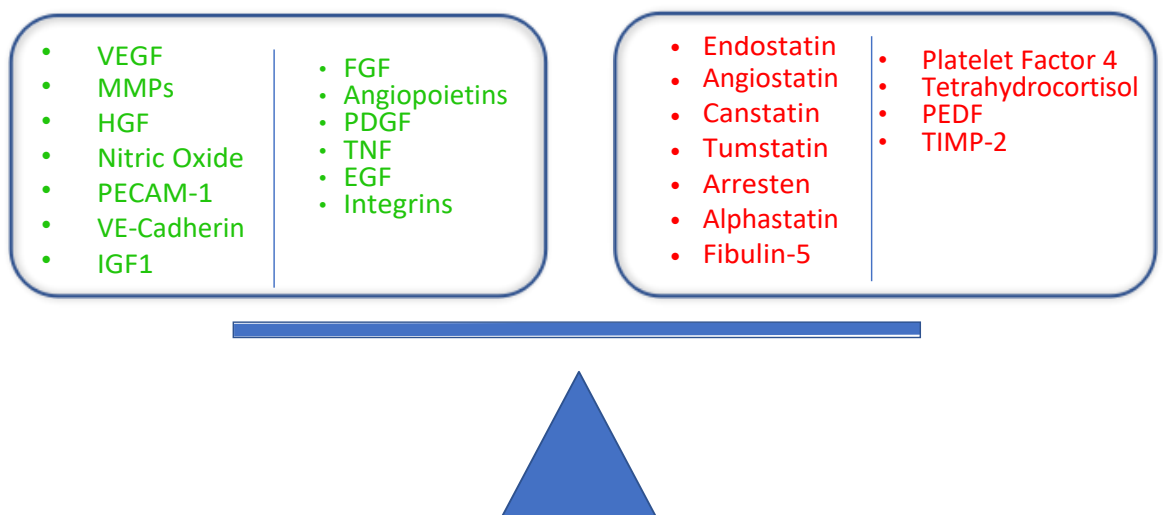 VEGF
MMPs
HGF
Nitric Oxide
PECAM-1
VE-Cadherin
IGF1
FGF
Angiopoietins
PDGF
TNF
EGF
Integrins
Endostatin
Angiostatin
Canstatin
Tumstatin
Arresten
Alphastatin
Fibulin-5
Platelet Factor 4
Tetrahydrocortisol
PEDF
TIMP-2